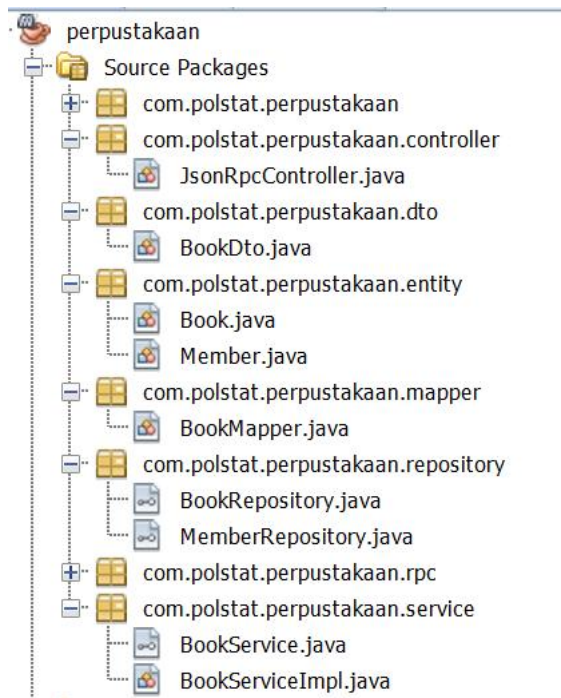 perpustakaan
Source Packages
com.polstat.perpustakaan
com.polstat.perpustakaan.controller
JsonRpcController.java
com.polstat.perpustakaan.dto
BookDto.java
com.polstat.perpustakaan.entity
Book.java
Member.java
com.polstat.perpustakaan.mapper
BookMapper.java
com.polstat.perpustakaan.repository
BookRepository.java
MemberRepository.java
com.polstat.perpustakaan.rpc
com.polstat.perpustakaan.service
BookService.java
BookServiceImpl.java